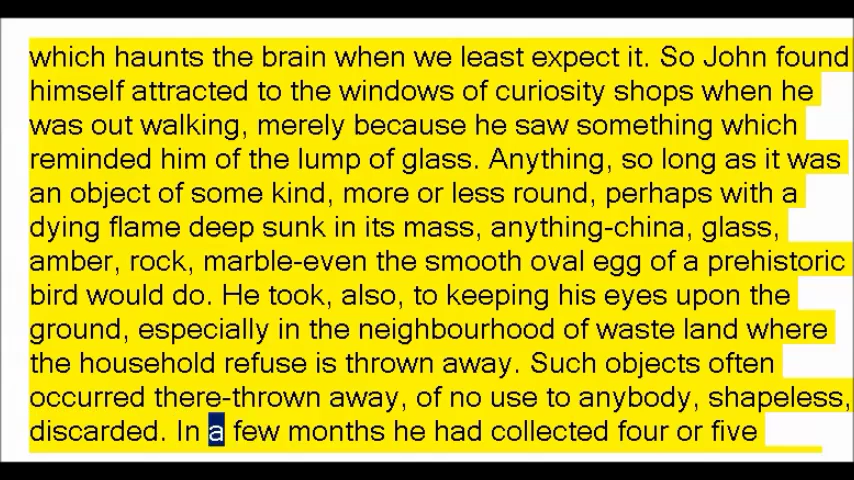 which haunts the brain when we least expect it. So John found
himself attracted to the windows of curiosity shops when he
was out walking, merely because he saw something which
reminded him of the lump of glass. Anything, so long as it was
an object of some kind, more or less round, perhaps with a
dying flame deep sunk in its mass, anything-china, glass,
amber, rock, marble-even the smooth oval egg of a prehistoric
bird would do. He took, also, to keeping his eyes upon the
ground, especially in the neighbourhood of waste land where
the household refuse is thrown away. Such objects often
occurred there-thrown away, of no use to anybody, shapeless,
discarded. In a few months he had collected four or five